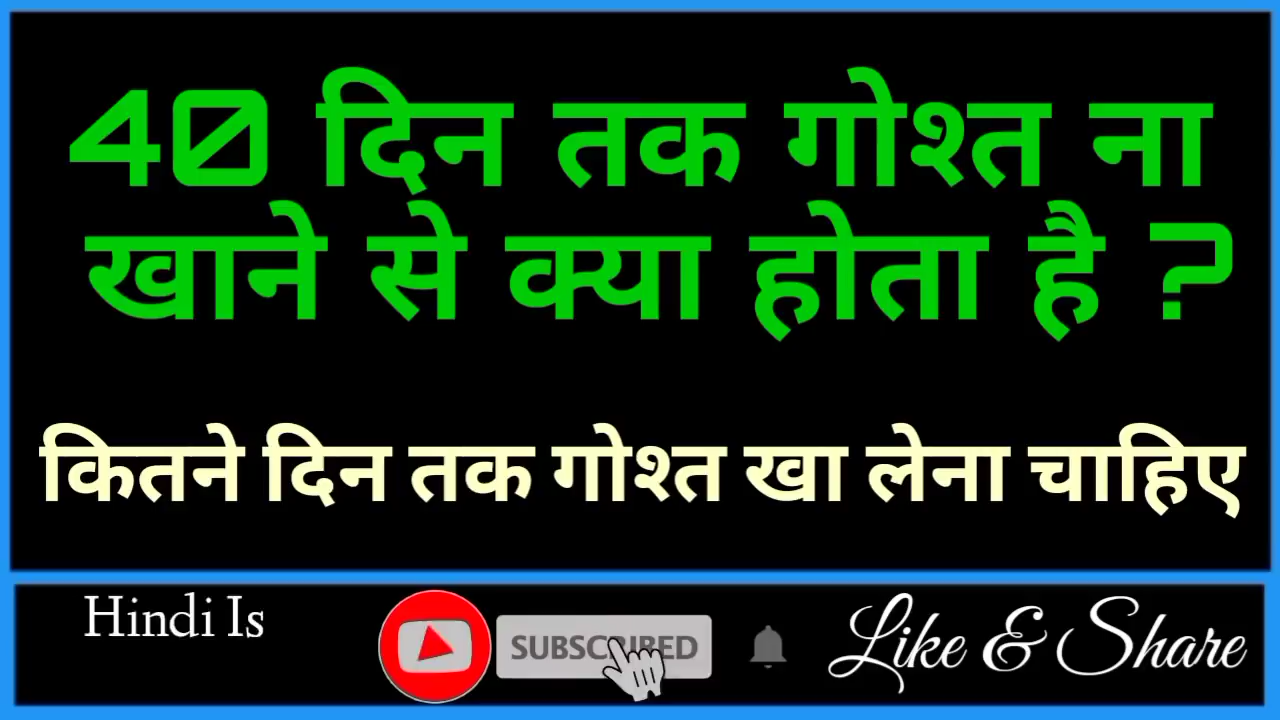 40 दिन तक गोश्त ना
खाने से क्या होता है ?
कितने दिन तक गोश्त खा लेना चाहिए
Hindi Is
SUBSCRIBED
Like & Share